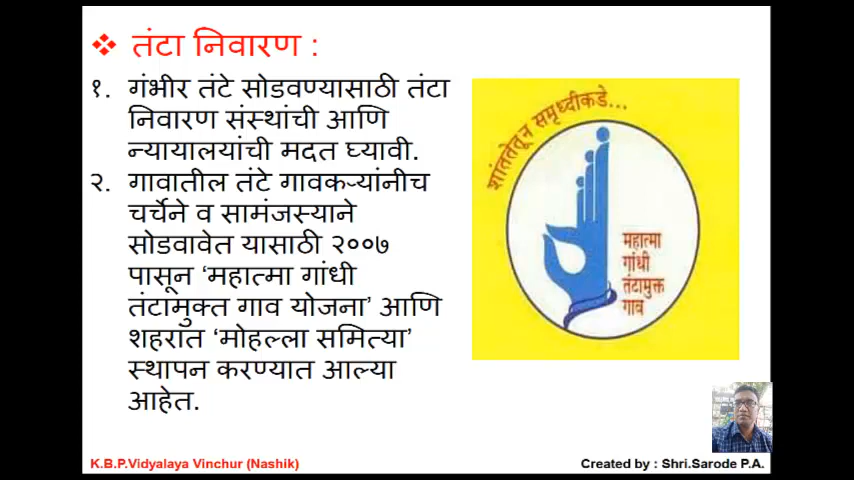 ❖ तंटा निवारण :
१. गंभीर तंटे सोडवण्यासाठी तंटा
निवारण संस्थांची आणि
न्यायालयांची मदत घ्यावी.
२. गावातील तंटे गावकऱ्यांनीच
चर्चेने व सामंजस्याने
सोडवावेत यासाठी २००७
पासून ‘महात्मा गांधी
तंटामुक्त गाव योजना’ आणि
शहरात ‘मोहल्ला समित्या’
स्थापन करण्यात आल्या
आहेत.
शांततेतून समृध्दीकडे...
महात्मा
गांधी
तंटामुक्त
गाव
K.B.P.Vidyalaya Vinchur (Nashik)
Created by : Shri.Sarode P.A.